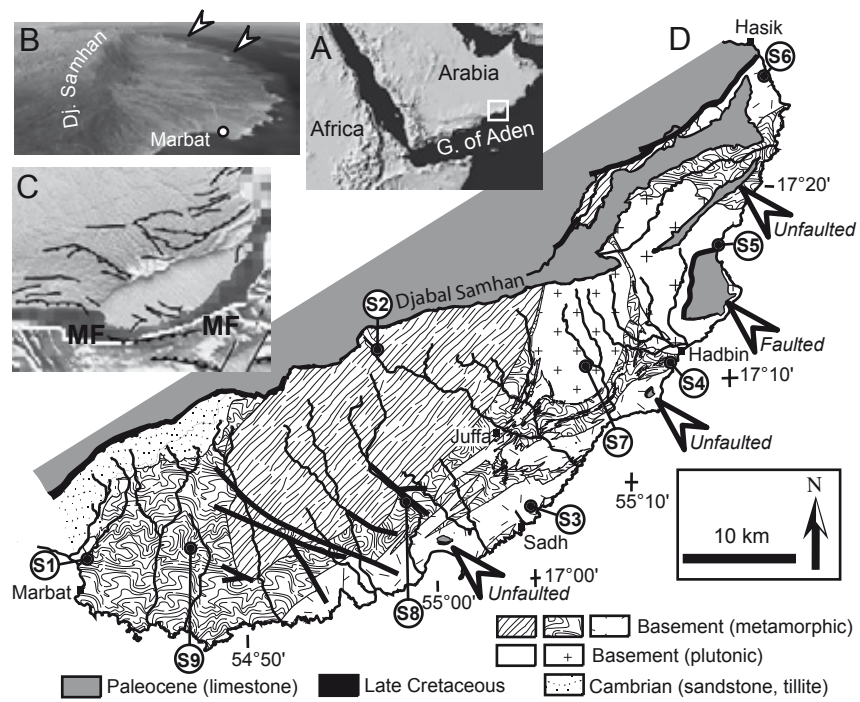 B
Dj. Samhan
Marbat
A
Arabia
Africa
G. of Aden
C
MF
MF
D
Hasik
S6
17°20'
Unfaulted
S5
S2
Djabal Samhan
Faulted
Hadbin
S4
17°10'
Unfaulted
Juffa
S7
55°10'
N
10 km
S3
Sadh
S1
Marbat
17°00'
Unfaulted
55°00'
S8
S9
54°50'
Basement (metamorphic)
Basement (plutonic)
Paleocene (limestone)
Late Cretaceous
Cambrian (sandstone, tillite)